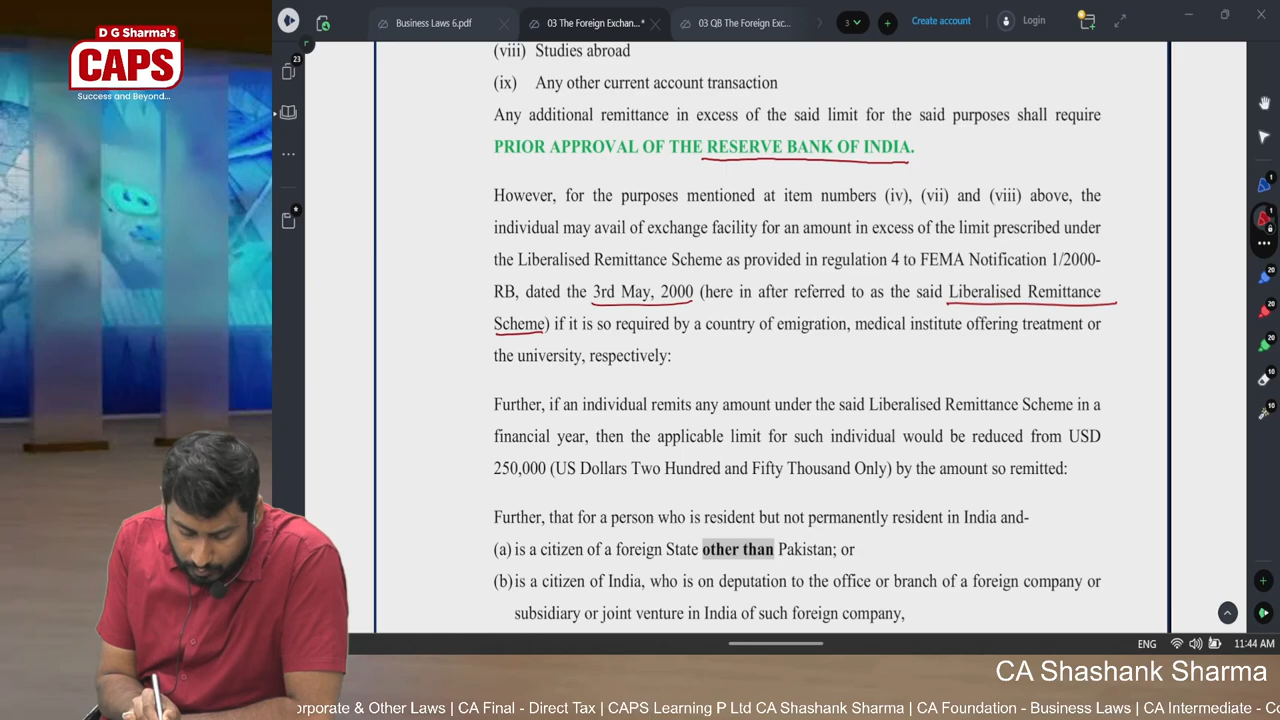 D G Sharma's
CAPS
Success and Beyond...
Business Laws 6.pdf
03 The Foreign Exchan...*
03 QB The Foreign Exc...
3
Create account
Login
23
(viii) Studies abroad
(ix) Any other current account transaction
Any additional remittance in excess of the said limit for the said purposes shall require
PRIOR APPROVAL OF THE RESERVE BANK OF INDIA.
However, for the purposes mentioned at item numbers (iv), (vii) and (viii) above, the
individual may avail of exchange facility for an amount in excess of the limit prescribed under
the Liberalised Remittance Scheme as provided in regulation 4 to FEMA Notification 1/2000-
RB, dated the 3rd May, 2000 (here in after referred to as the said Liberalised Remittance
Scheme) if it is so required by a country of emigration, medical institute offering treatment or
the university, respectively:
Further, if an individual remits any amount under the said Liberalised Remittance Scheme in a
financial year, then the applicable limit for such individual would be reduced from USD
250,000 (US Dollars Two Hundred and Fifty Thousand Only) by the amount so remitted:
Further, that for a person who is resident but not permanently resident in India and-
(a) is a citizen of a foreign State other than Pakistan; or
(b) is a citizen of India, who is on deputation to the office or branch of a foreign company or
subsidiary or joint venture in India of such foreign company,
1
1
20
20
20
10
10
ENG
11:44 AM
CA Shashank Sharma
orporate & Other Laws | CA Final - Direct Tax | CAPS Learning P Ltd CA Shashank Sharma | CA Foundation - Business Laws | CA Intermediate - Co